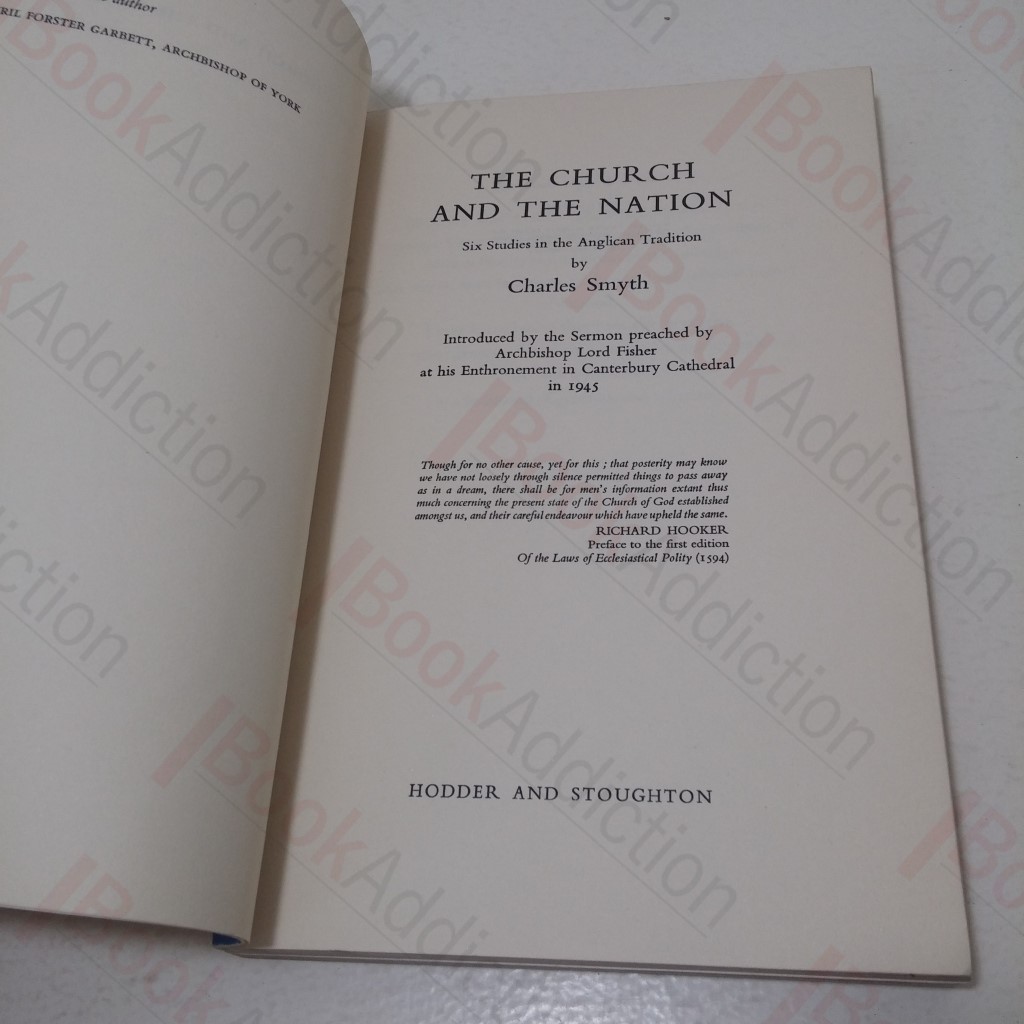 author
RIL FORSTER GARBETT, ARCHBISHOP OF YORK
THE CHURCH
AND THE NATION
Six Studies in the Anglican Tradition
by
Charles Smyth
Introduced by the Sermon preached by
Archbishop Lord Fisher
at his Enthronement in Canterbury Cathedral
in 1945
Though for no other cause, yet for this ; that posterity may know
we have not loosely through silence permitted things to pass away
as in a dream, there shall be for men's information extant thus
much concerning the present state of the Church of God established
amongst us, and their careful endeavour which have upheld the same.
RICHARD HOOKER
Preface to the first edition
Of the Laws of Ecclesiastical Polity (1594)
HODDER AND STOUGHTON
BookAddiction